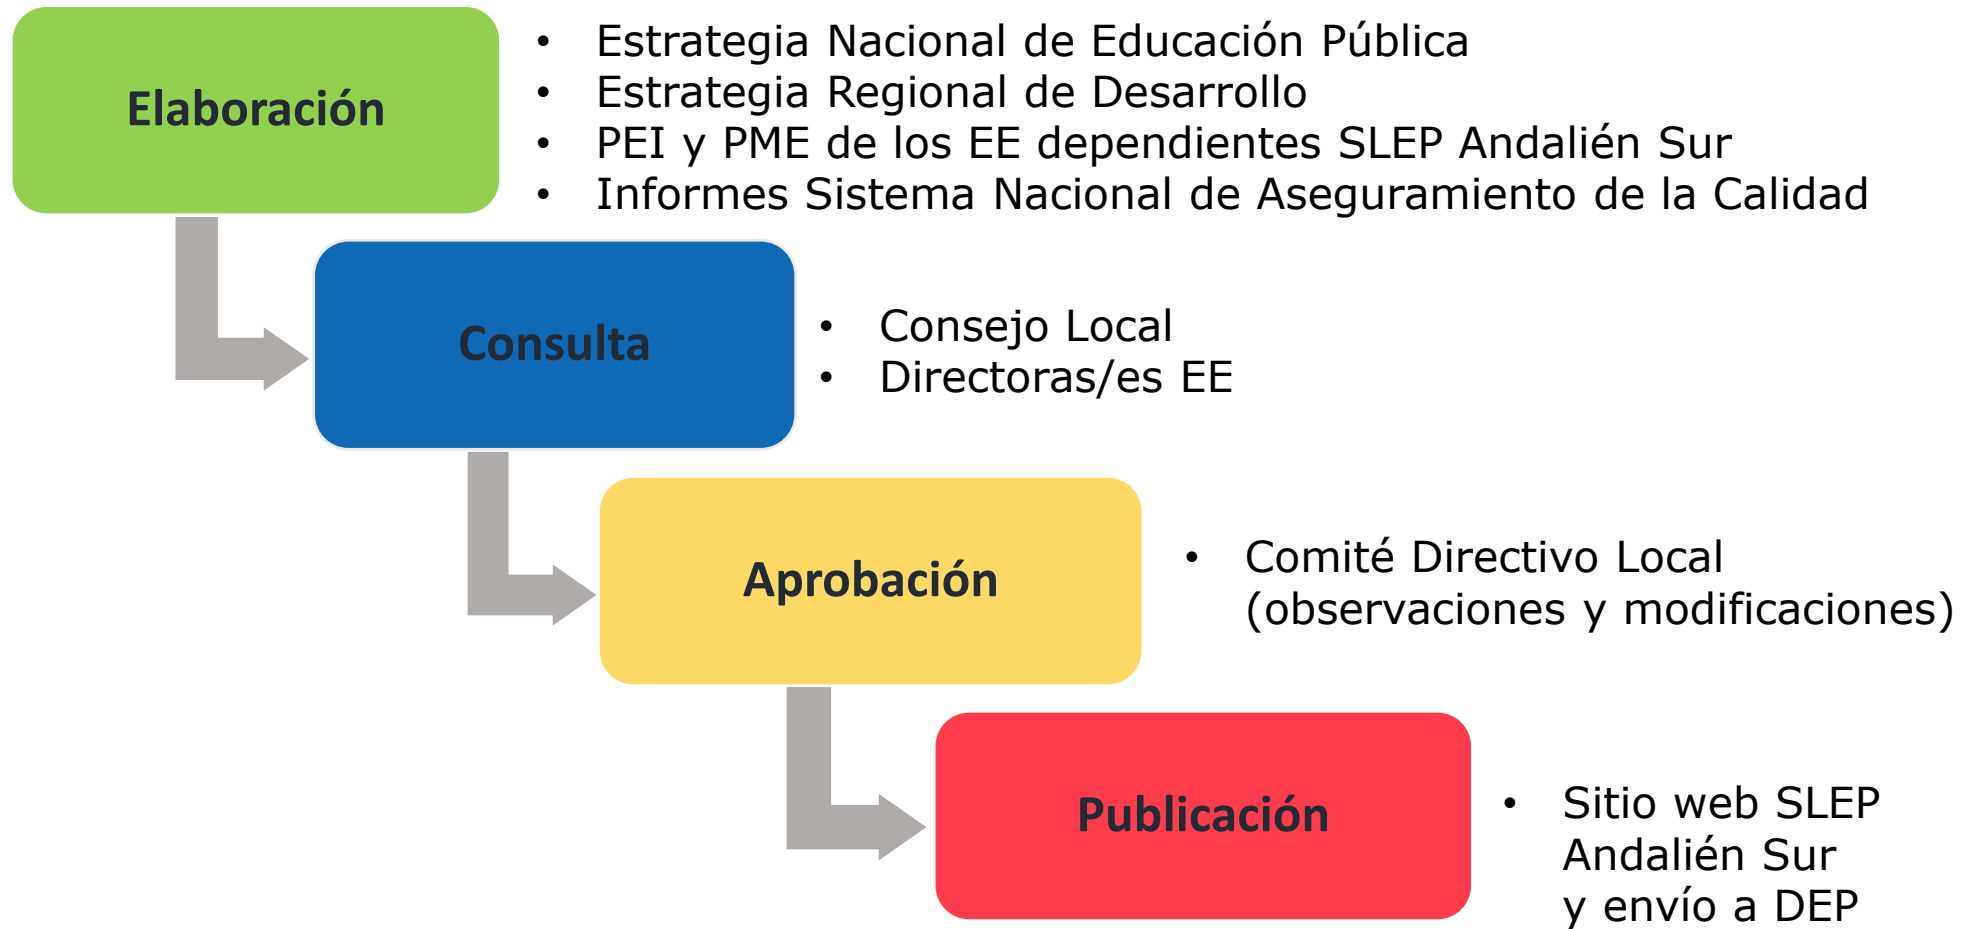 Elaboración
• Estrategia Nacional de Educación Pública
• Estrategia Regional de Desarrollo
• PEI y PME de los EE dependientes SLEP Andalién Sur
• Informes Sistema Nacional de Aseguramiento de la Calidad
Consulta
• Consejo Local
• Directoras/es EE
Aprobación
• Comité Directivo Local
(observaciones y modificaciones)
Publicación
• Sitio web SLEP
Andalién Sur
y envío a DEP